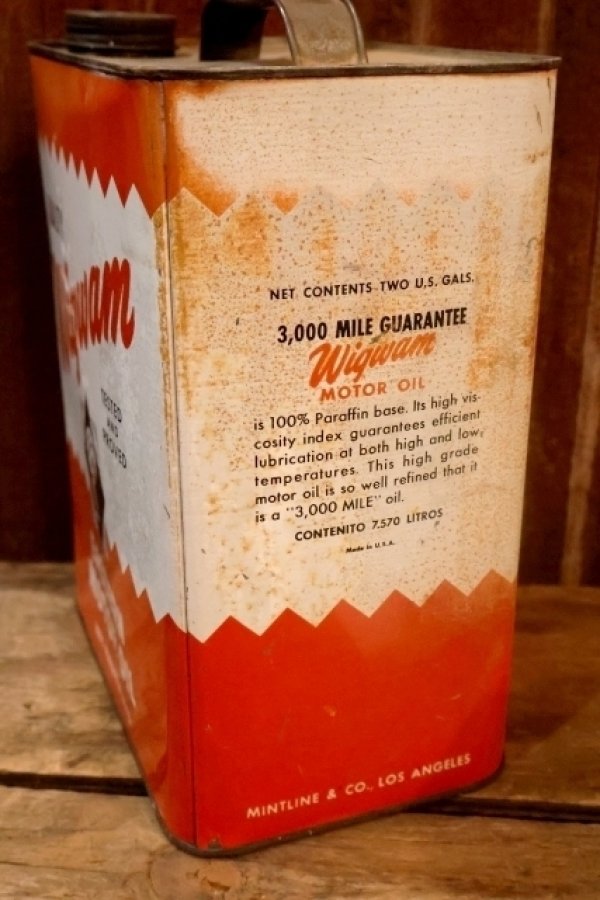 Wigwam
TESTED
AND
PROVED
NET CONTENTS TWO U.S. GALS.
3,000 MILE GUARANTEE
Wigwam
MOTOR OIL
is 100% Paraffin base. Its high vis-
cosity index guarantees efficient
lubrication at both high and low
temperatures. This high grade
motor oil is so well refined that it
is a "3,000 MILE" oil.
CONTENITO 7.570 LITROS
Made in U.S.A.
MINTLINE & CO., LOS ANGELES